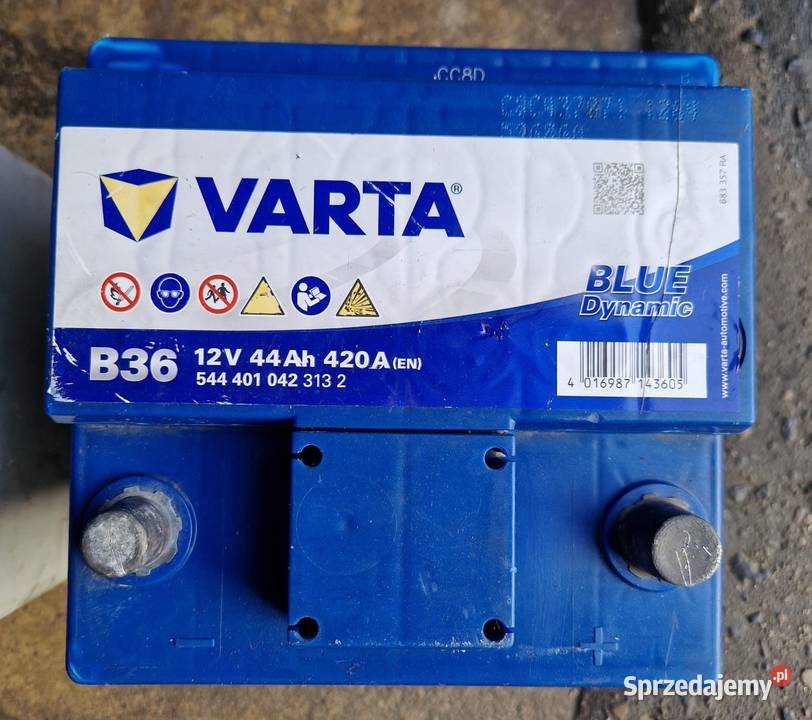 CC8D
VARTA®
683 357 RA
BLUE
Dynamic
www.varta-automotive.com
B36 12V 44Ah 420A (EN)
544 401 042 313 2
4 016987 143605
- +
Sprzedajemy.pl